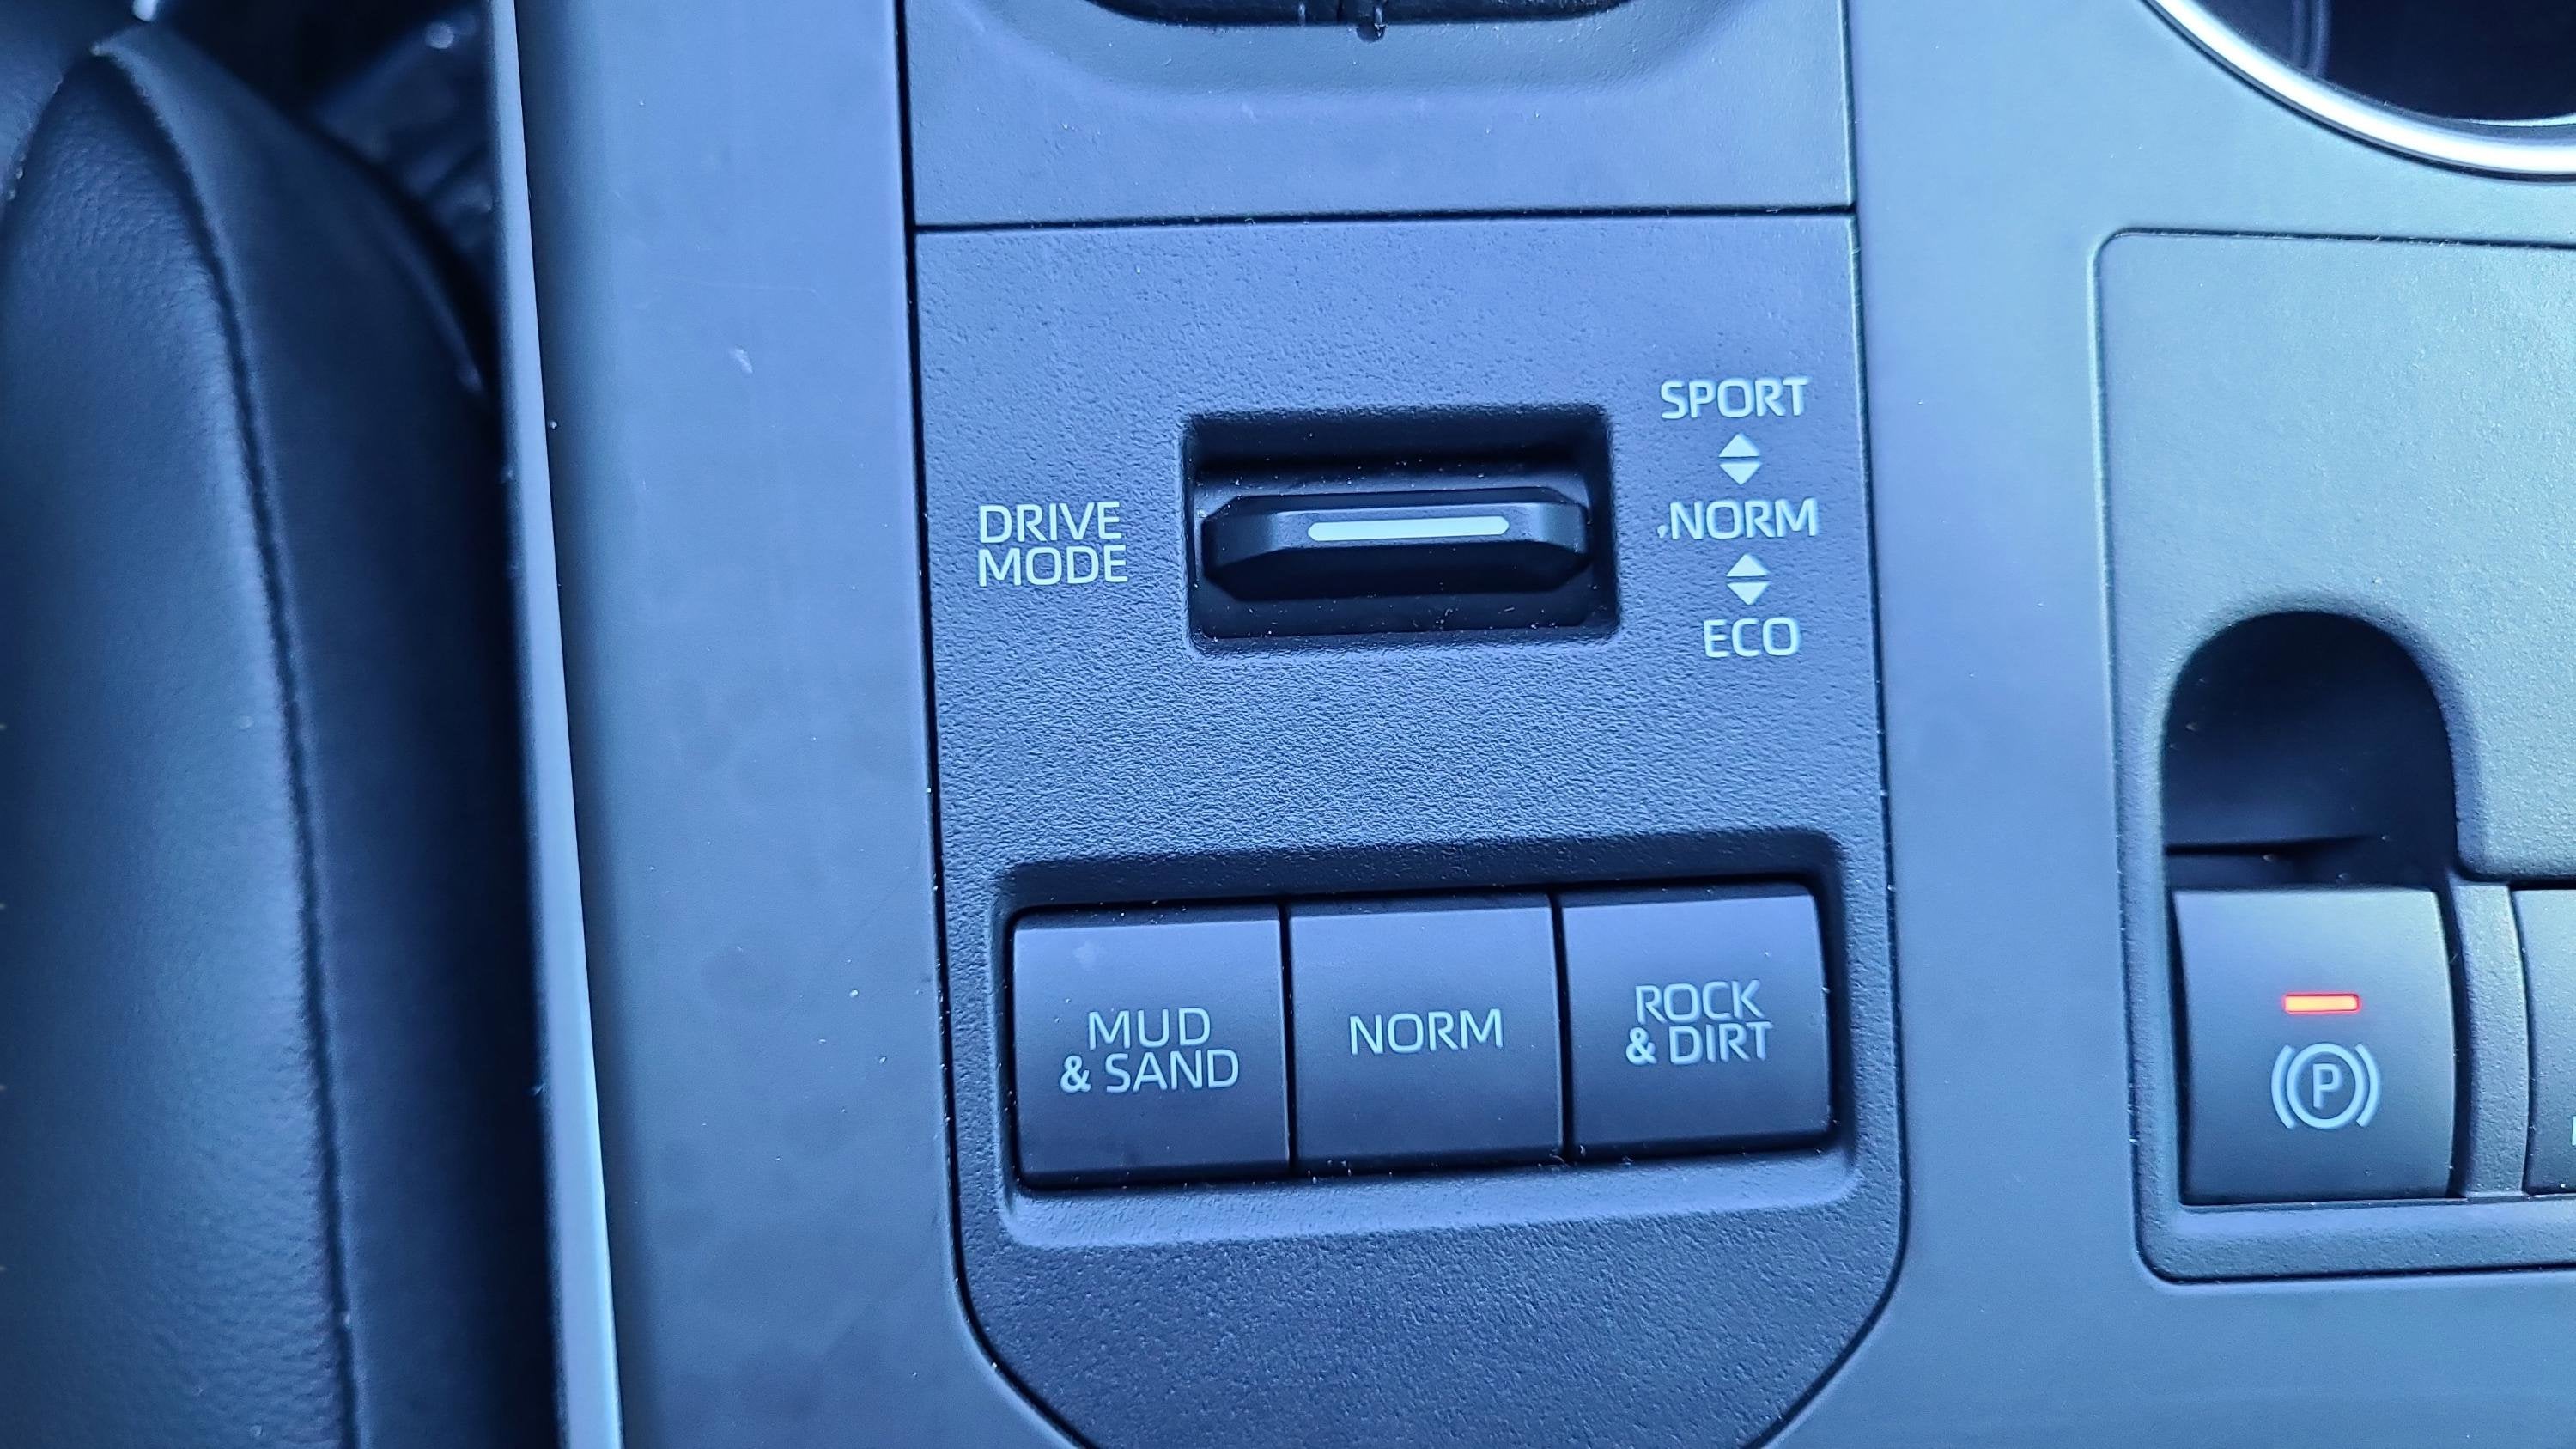 SPORT
DRIVE
MODE
NORM
ECO
MUD
& SAND
NORM
ROCK
& DIRT
P